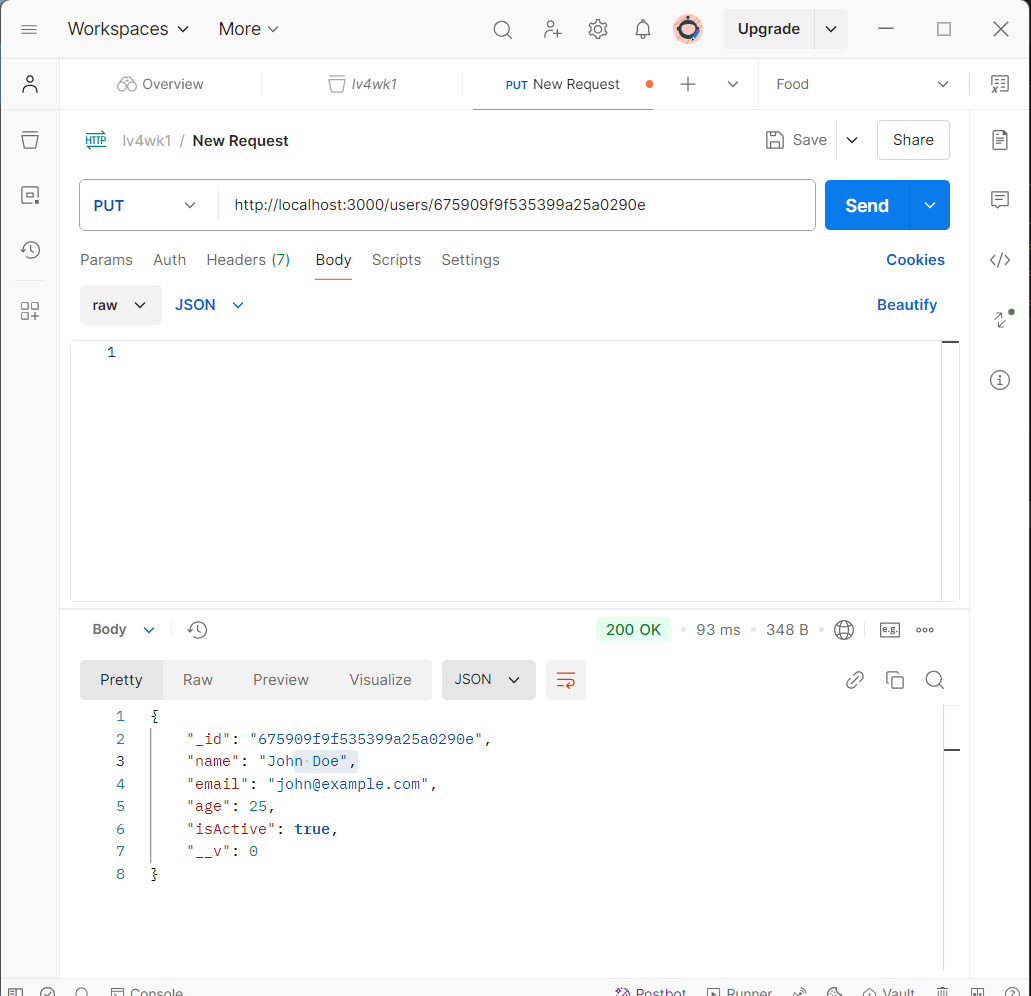 Workspaces More Upgrade
Overview lv4wk1 PUT New Request Food
HTTP lv4wk1 / New Request Save Share
PUT http://localhost:3000/users/675909f9f535399a25a0290e Send
Params Auth Headers (7) Body Scripts Settings Cookies
raw JSON Beautify
1
Body 200 OK 93 ms 348 B e.g.
Pretty Raw Preview Visualize JSON
1 {
2 "_id": "675909f9f535399a25a0290e",
3 "name": "John Doe",
4 "email": "john@example.com",
5 "age": 25,
6 "isActive": true,
7 "__v": 0
8 }
Console Postbot Runner Vault